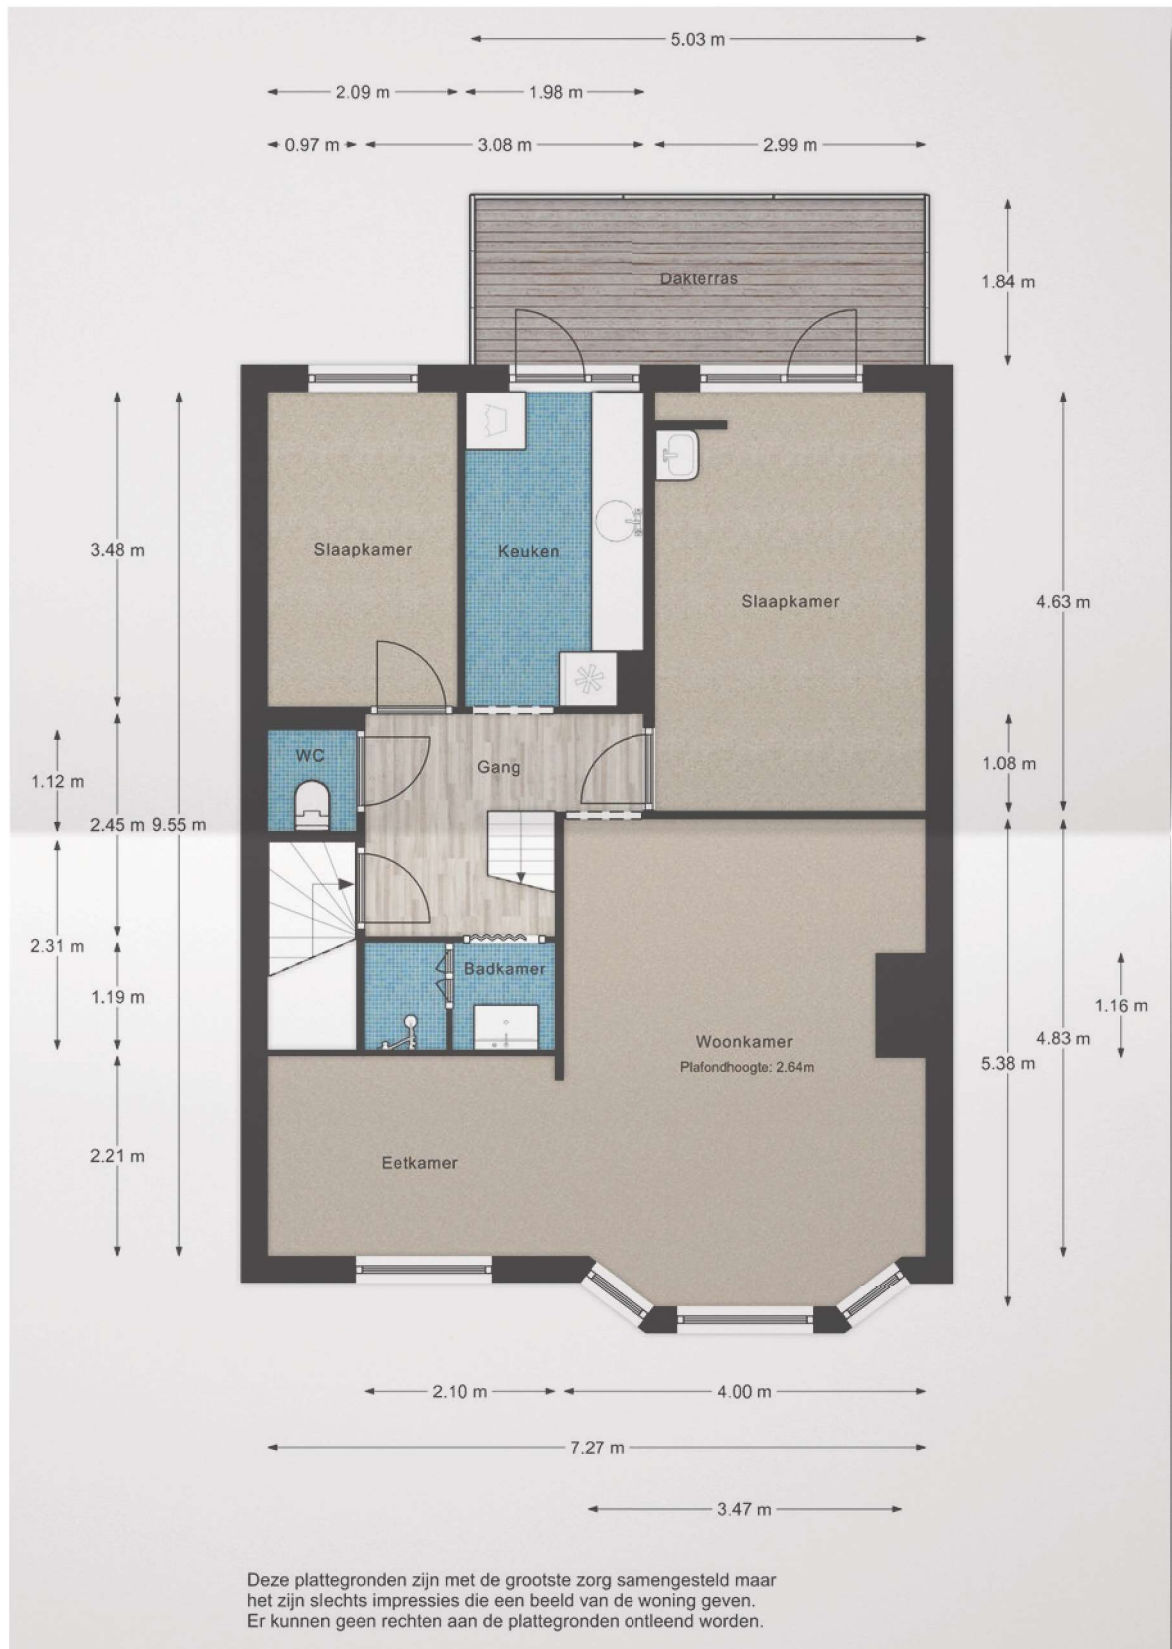 5.03 m
2.09 m
1.98 m
0.97 m
3.08 m
2.99 m
1.84 m
Dakterras
3.48 m
Slaapkamer
Keuken
Slaapkamer
4.63 m
WC
Gang
1.12 m
1.08 m
2.45 m
9.55 m
2.31 m
1.19 m
Badkamer
Woonkamer
Plafondhoogte: 2.64m
1.16 m
4.83 m
5.38 m
2.21 m
Eetkamer
2.10 m
4.00 m
7.27 m
3.47 m
Deze plattegronden zijn met de grootste zorg samengesteld maar
het zijn slechts impressies die een beeld van de woning geven.
Er kunnen geen rechten aan de plattegronden ontleend worden.